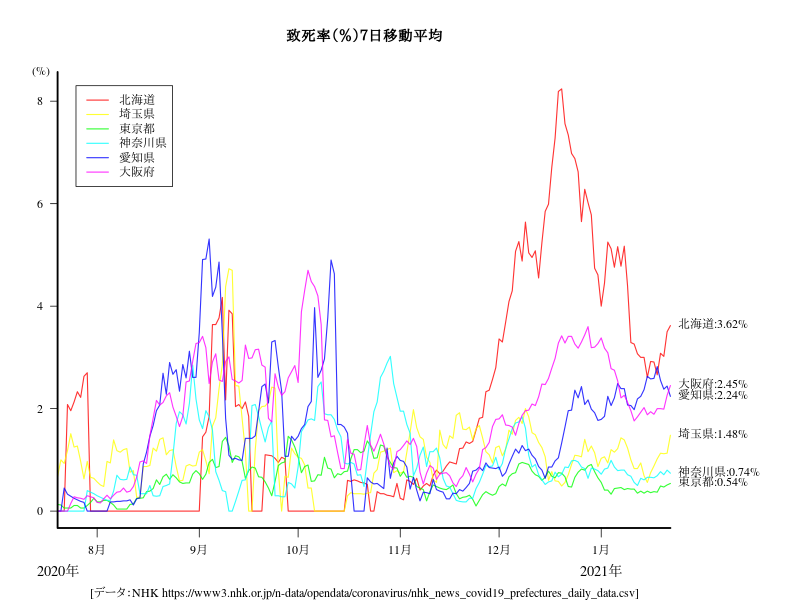 致死率(%)7日移動平均
(%)
8
6
4
2
0
北海道
埼玉県
東京都
神奈川県
愛知県
大阪府
北海道:3.62%
大阪府:2.45%
愛知県:2.24%
埼玉県:1.48%
神奈川県:0.74%
東京都:0.54%
8月 9月 10月 11月 12月 1月
2020年 2021年
[データ:NHK https://www3.nhk.or.jp/n-data/opendata/coronavirus/nhk_news_covid19_prefectures_daily_data.csv]